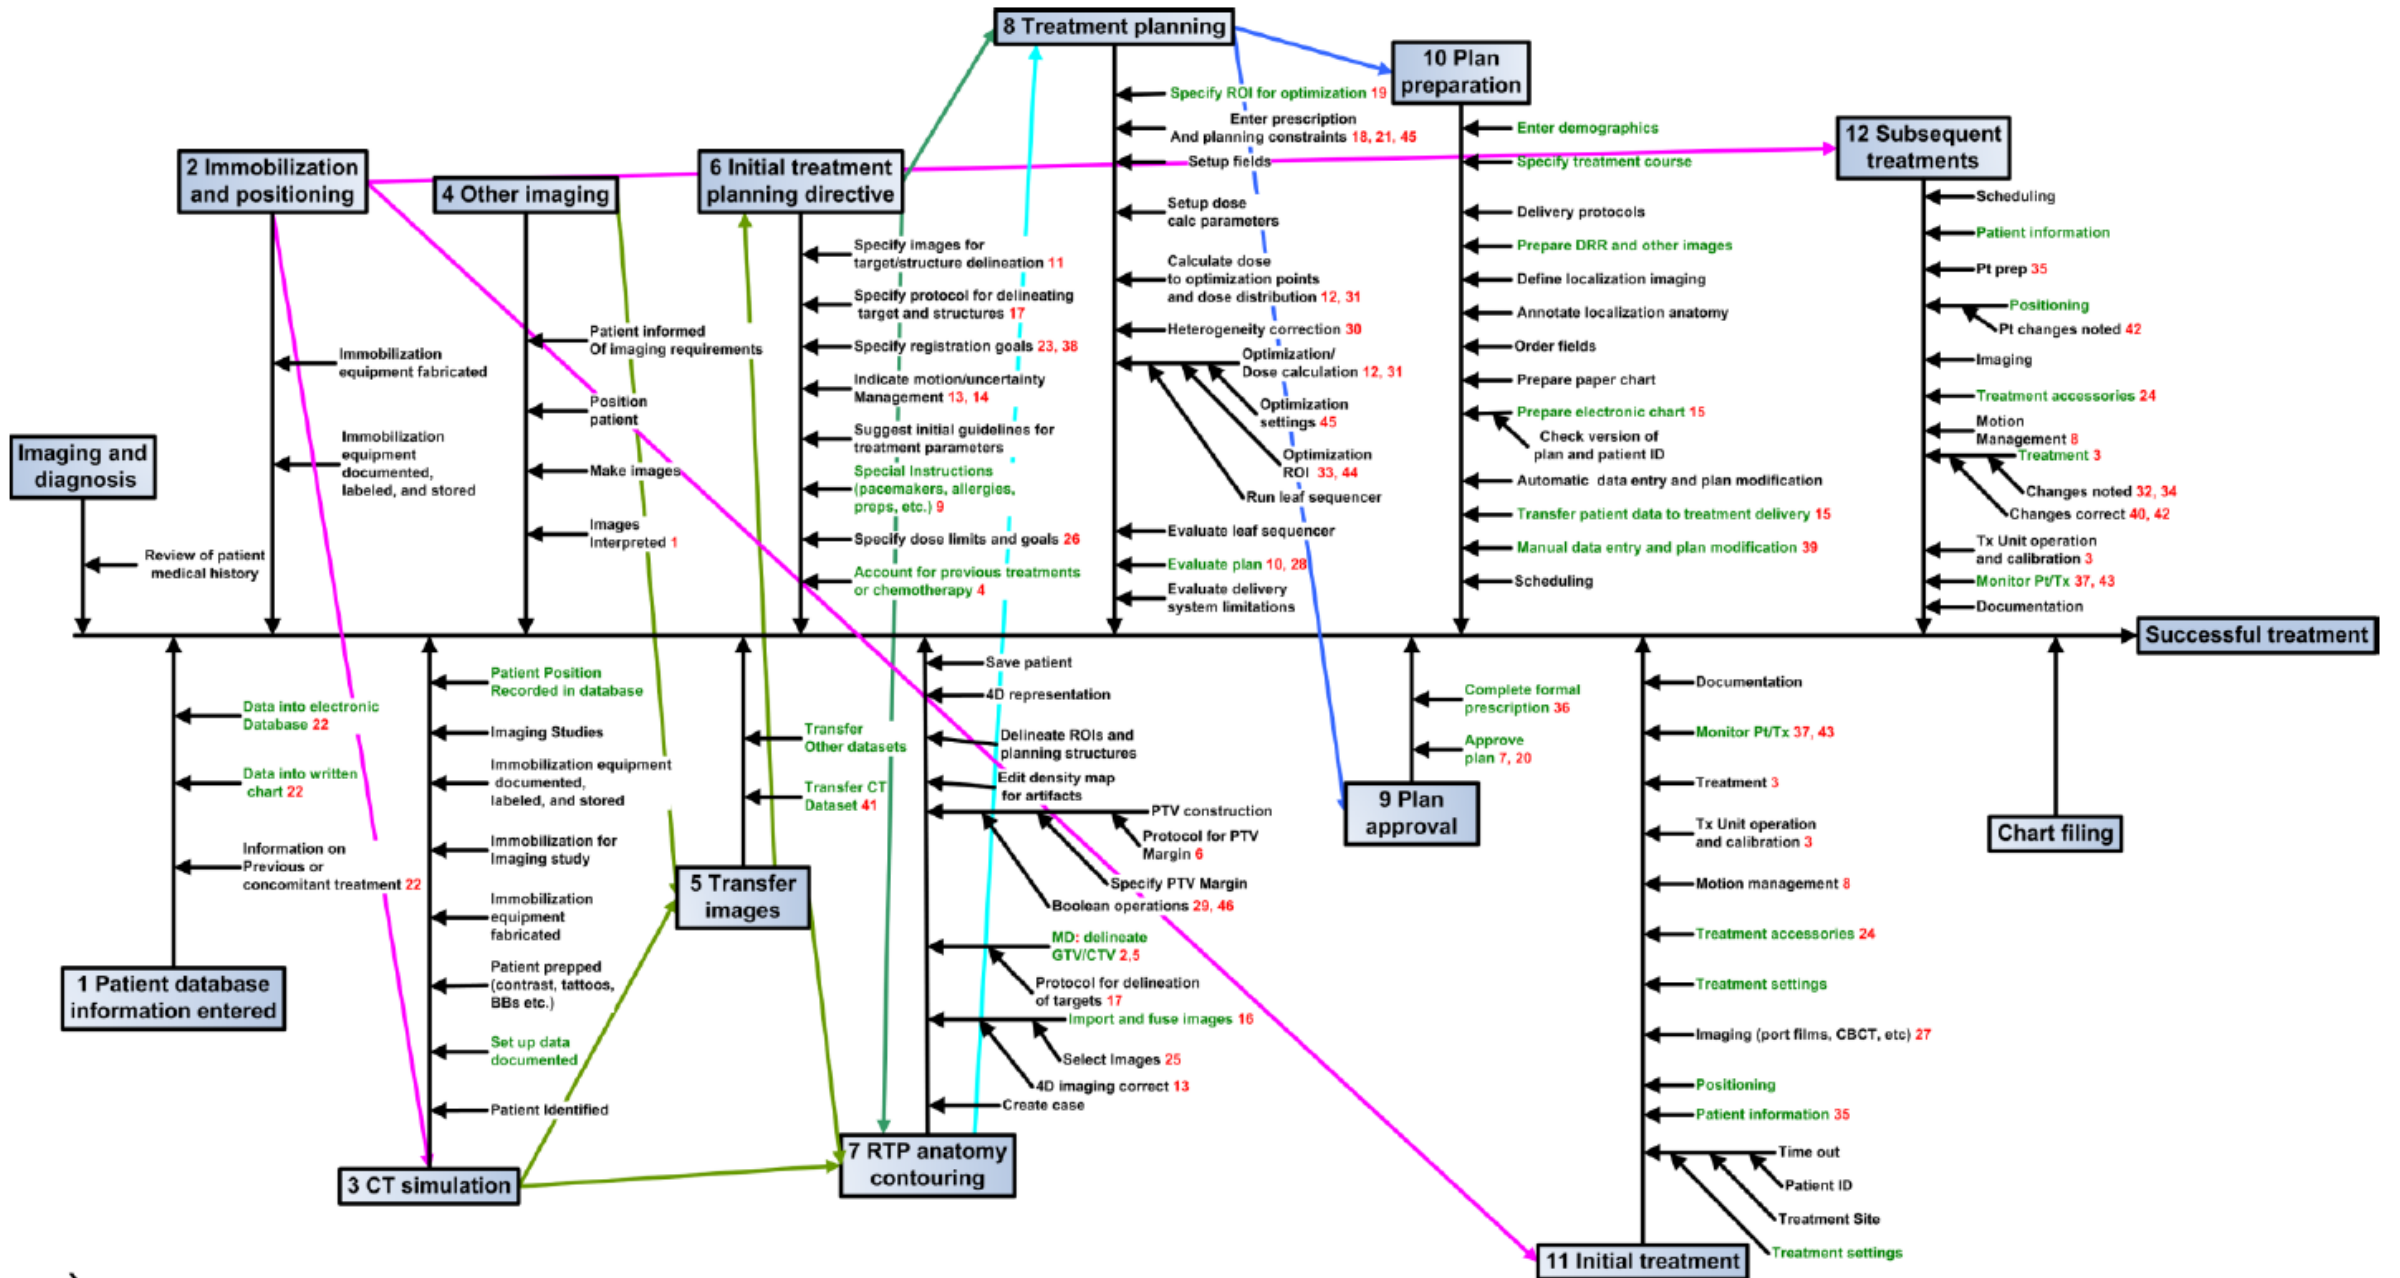 8 Treatment planning
Specify ROI for optimization 19
Enter prescription
And planning constraints 18, 21, 45
Setup fields
Setup dose
calc parameters
Calculate dose
to optimization points
and dose distribution 12, 31
Heterogeneity correction 30
Optimization/
Dose calculation 12, 31
Optimization
settings 45
Optimization
ROI 33, 44
Run leaf sequencer
Evaluate leaf sequencer
Evaluate plan 10, 28
Evaluate delivery
system limitations
10 Plan
preparation
Enter demographics
Specify treatment course
Delivery protocols
Prepare DRR and other images
Define localization imaging
Annotate localization anatomy
Order fields
Prepare paper chart
Prepare electronic chart 15
Check version of
plan and patient ID
Automatic data entry and plan modification
Transfer patient data to treatment delivery 15
Manual data entry and plan modification 39
Scheduling
12 Subsequent
treatments
Scheduling
Patient information
Pt prep 35
Positioning
Pt changes noted 42
Imaging
Treatment accessories 24
Motion
Management 8
Treatment 3
Changes noted 32, 34
Changes correct 40, 42
Tx Unit operation
and calibration 3
Monitor Pt/Tx 37, 43
Documentation
2 Immobilization
and positioning
Immobilization
equipment fabricated
Immobilization
equipment
documented,
labeled, and stored
4 Other imaging
Patient informed
Of imaging requirements
Position
patient
Make images
Images
Interpreted 1
6 Initial treatment
planning directive
Specify images for
target/structure delineation 11
Specify protocol for delineating
target and structures 17
Specify registration goals 23, 38
Indicate motion/uncertainty
Management 13, 14
Suggest initial guidelines for
treatment parameters
Special Instructions
(pacemakers, allergies,
preps, etc.) 9
Specify dose limits and goals 26
Account for previous treatments
or chemotherapy 4
Imaging and
diagnosis
Review of patient
medical history
Successful treatment
Data into electronic
Database 22
Data into written
chart 22
Information on
Previous or
concomitant treatment 22
1 Patient database
information entered
Patient Position
Recorded in database
Imaging Studies
Immobilization equipment
documented,
labeled, and stored
Immobilization for
Imaging study
Immobilization
equipment
fabricated
Patient prepped
(contrast, tattoos,
BBs etc.)
Set up data
documented
Patient Identified
3 CT simulation
Transfer
Other datasets
Transfer CT
Dataset 41
5 Transfer
images
Save patient
4D representation
Delineate ROIs and
planning structures
Edit density map
for artifacts
PTV construction
Protocol for PTV
Margin 6
Specify PTV Margin
Boolean operations 29, 46
MD: delineate
GTV/CTV 2,5
Protocol for delineation
of targets 17
Import and fuse images 16
Select Images 25
4D imaging correct 13
Create case
7 RTP anatomy
contouring
Complete formal
prescription 36
Approve
plan 7, 20
9 Plan
approval
Documentation
Monitor Pt/Tx 37, 43
Treatment 3
Tx Unit operation
and calibration 3
Motion management 8
Treatment accessories 24
Treatment settings
Imaging (port films, CBCT, etc) 27
Positioning
Patient information 35
Time out
Patient ID
Treatment Site
Treatment settings
11 Initial treatment
Chart filing